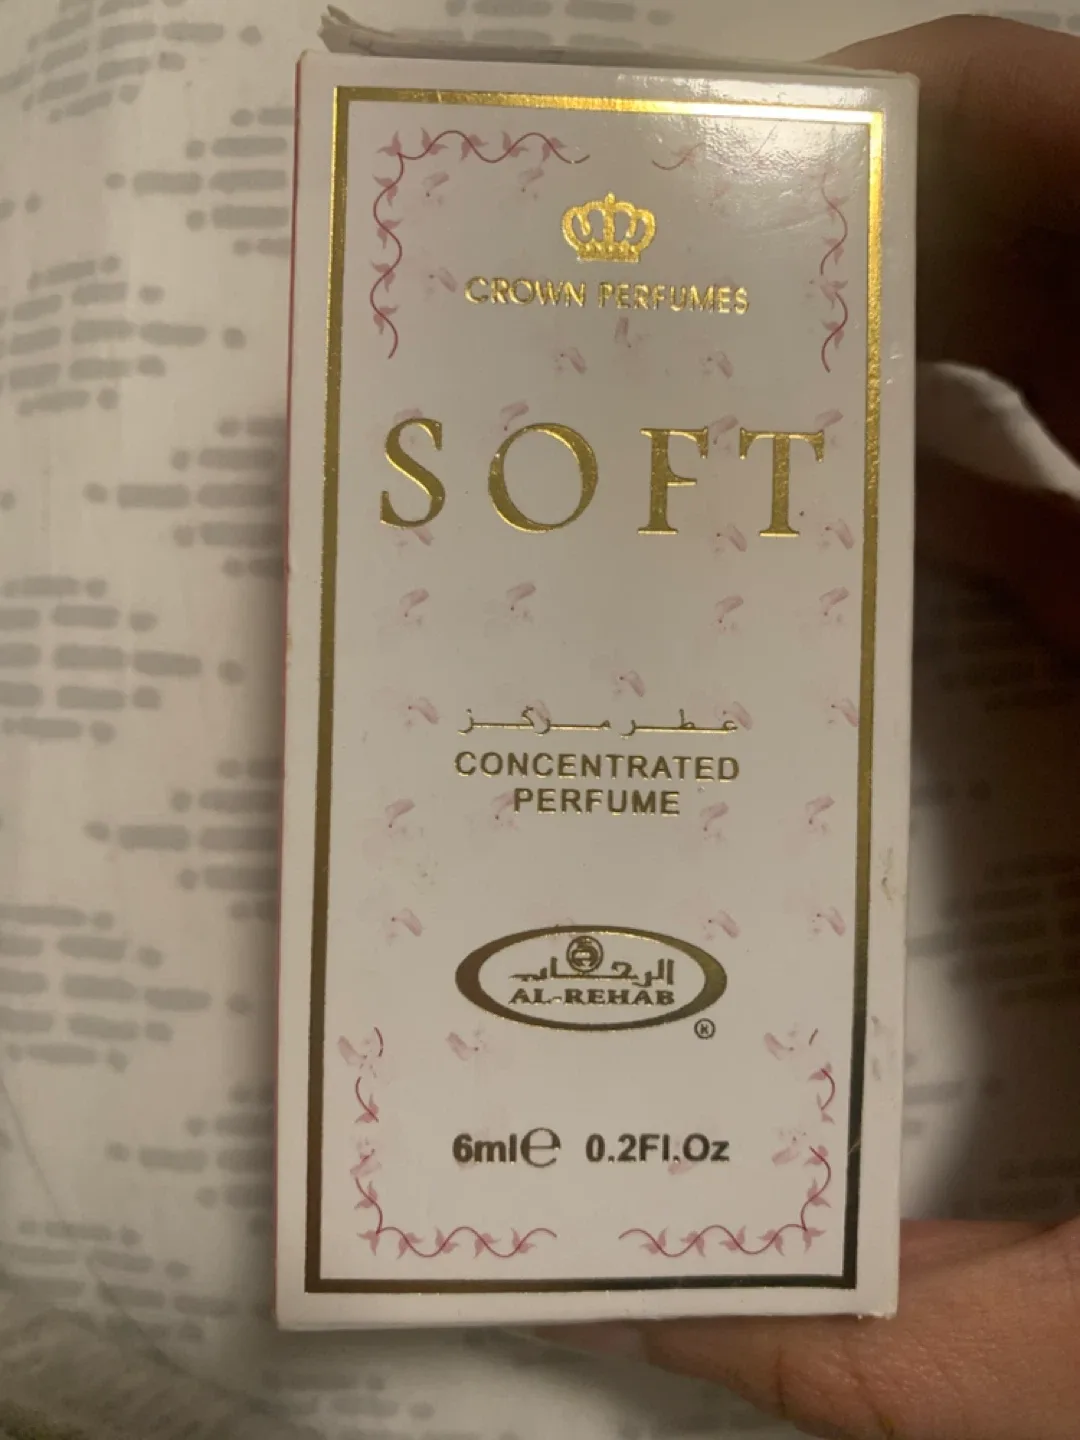 CROWN PERFUMES
SOFT
عطر مركز
CONCENTRATED
PERFUME
الرحاب
AL-REHAB
®
6ml℮ 0.2Fl.Oz